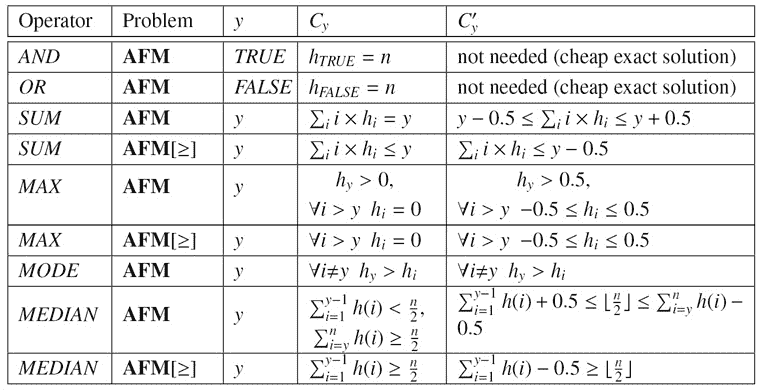 Operator Problem y C_y C′_y
AND AFM TRUE h_TRUE = n not needed (cheap exact solution)
OR AFM FALSE h_FALSE = n not needed (cheap exact solution)
SUM AFM y ∑_i i × h_i = y y − 0.5 ≤ ∑_i i × h_i ≤ y + 0.5
SUM AFM[≥] y ∑_i i × h_i ≤ y ∑_i i × h_i ≤ y − 0.5
MAX AFM y h_y > 0, h_y > 0.5,
∀i > y h_i = 0 ∀i > y −0.5 ≤ h_i ≤ 0.5
MAX AFM[≥] y ∀i > y h_i = 0 ∀i > y −0.5 ≤ h_i ≤ 0.5
MODE AFM y ∀i≠y h_y > h_i ∀i≠y h_y > h_i
MEDIAN AFM y ∑_{i=1}^{y−1} h(i) < n/2, ∑_{i=1}^{y−1} h(i) + 0.5 ≤ ⌊n/2⌋ ≤ ∑_{i=y}^{n} h(i) −
∑_{i=y}^{n} h(i) ≥ n/2 0.5
MEDIAN AFM[≥] y ∑_{i=1}^{y−1} h(i) ≥ n/2 ∑_{i=1}^{y−1} h(i) − 0.5 ≥ ⌊n/2⌋